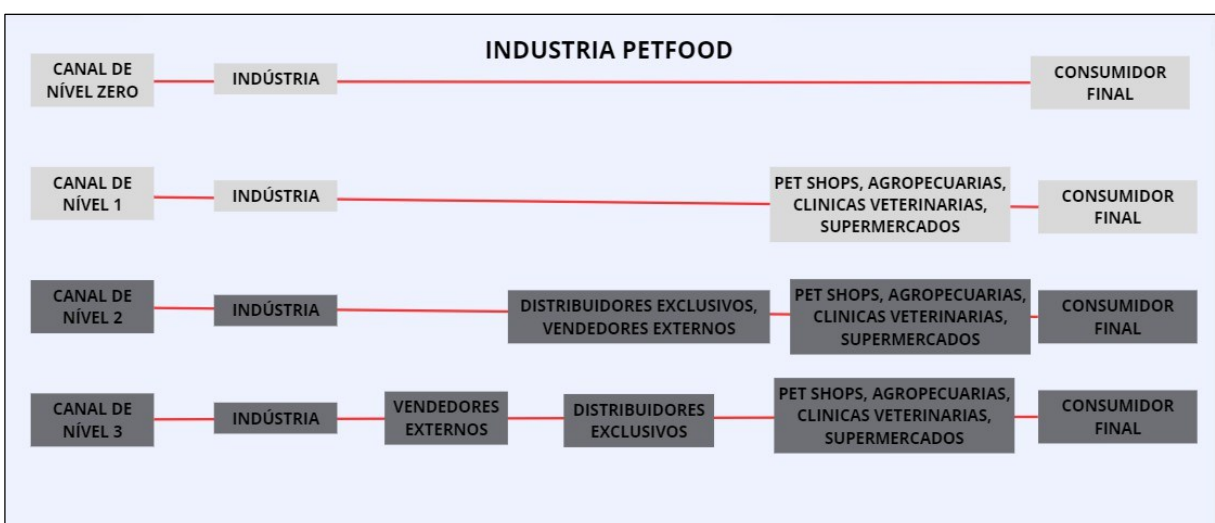 INDUSTRIA PETFOOD
CANAL DE
NÍVEL ZERO
INDÚSTRIA
CONSUMIDOR
FINAL
CANAL DE
NÍVEL 1
INDÚSTRIA
PET SHOPS, AGROPECUARIAS,
CLINICAS VETERINARIAS,
SUPERMERCADOS
CONSUMIDOR
FINAL
CANAL DE
NÍVEL 2
INDÚSTRIA
DISTRIBUIDORES EXCLUSIVOS,
VENDEDORES EXTERNOS
PET SHOPS, AGROPECUARIAS,
CLINICAS VETERINARIAS,
SUPERMERCADOS
CONSUMIDOR
FINAL
CANAL DE
NÍVEL 3
INDÚSTRIA
VENDEDORES
EXTERNOS
DISTRIBUIDORES
EXCLUSIVOS
PET SHOPS, AGROPECUARIAS,
CLINICAS VETERINARIAS,
SUPERMERCADOS
CONSUMIDOR
FINAL